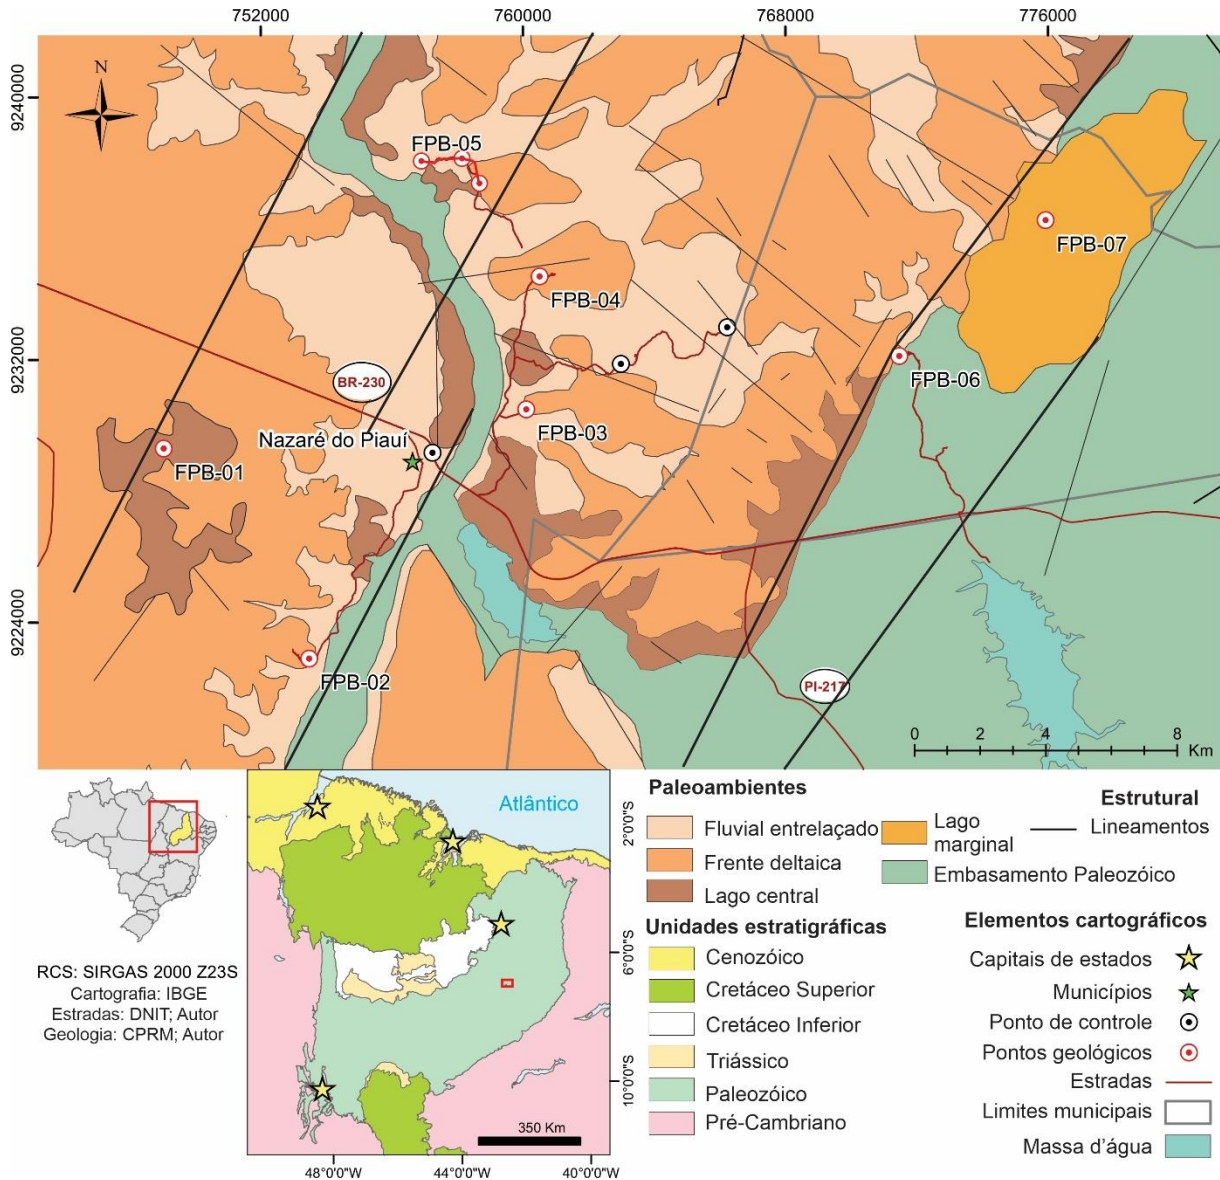 752000
760000
768000
776000
9240000
9232000
9224000
N
FPB-05
FPB-07
FPB-04
BR-230
FPB-06
Nazaré do Piauí
FPB-03
FPB-01
FPB-02
PI-217
0 2 4 6 8
Km
Atlântico
350 Km
2°0'0"S
6°0'0"S
10°0'0"S
48°0'0"W
44°0'0"W
40°0'0"W
RCS: SIRGAS 2000 Z23S
Cartografia: IBGE
Estradas: DNIT; Autor
Geologia: CPRM; Autor
Paleoambientes
Fluvial entrelaçado
Frente deltaica
Lago central
Lago
marginal
Embasamento Paleozóico
Estrutural
Lineamentos
Unidades estratigráficas
Cenozóico
Cretáceo Superior
Cretáceo Inferior
Triássico
Paleozóico
Pré-Cambriano
Elementos cartográficos
Capitais de estados
Municípios
Ponto de controle
Pontos geológicos
Estradas
Limites municipais
Massa d'água